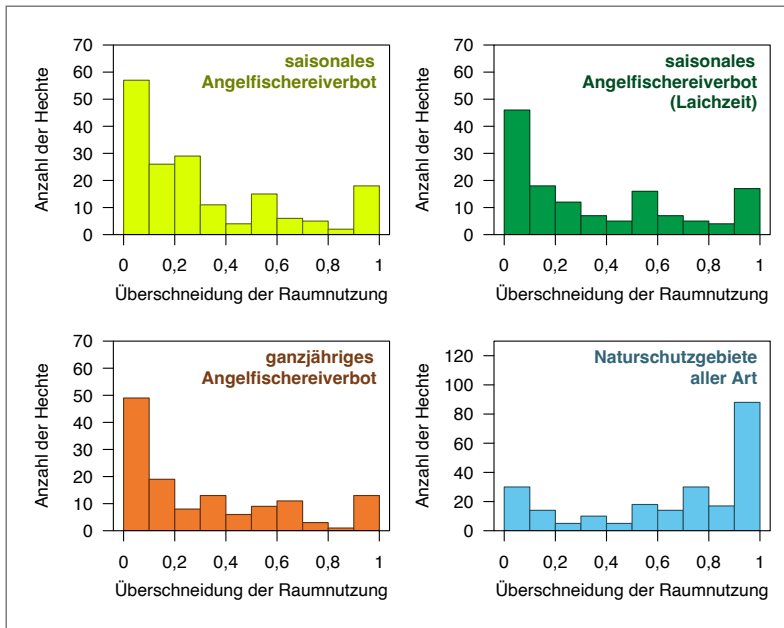 saisonales
Angelfischereiverbot
Anzahl der Hechte
70
60
50
40
30
20
10
0
0 0,2 0,4 0,6 0,8 1
Überschneidung der Raumnutzung
saisonales
Angelfischereiverbot
(Laichzeit)
Anzahl der Hechte
70
60
50
40
30
20
10
0
0 0,2 0,4 0,6 0,8 1
Überschneidung der Raumnutzung
ganzjähriges
Angelfischereiverbot
Anzahl der Hechte
70
60
50
40
30
20
10
0
0 0,2 0,4 0,6 0,8 1
Überschneidung der Raumnutzung
Naturschutzgebiete
aller Art
Anzahl der Hechte
120
100
80
60
40
20
0
0 0,2 0,4 0,6 0,8 1
Überschneidung der Raumnutzung